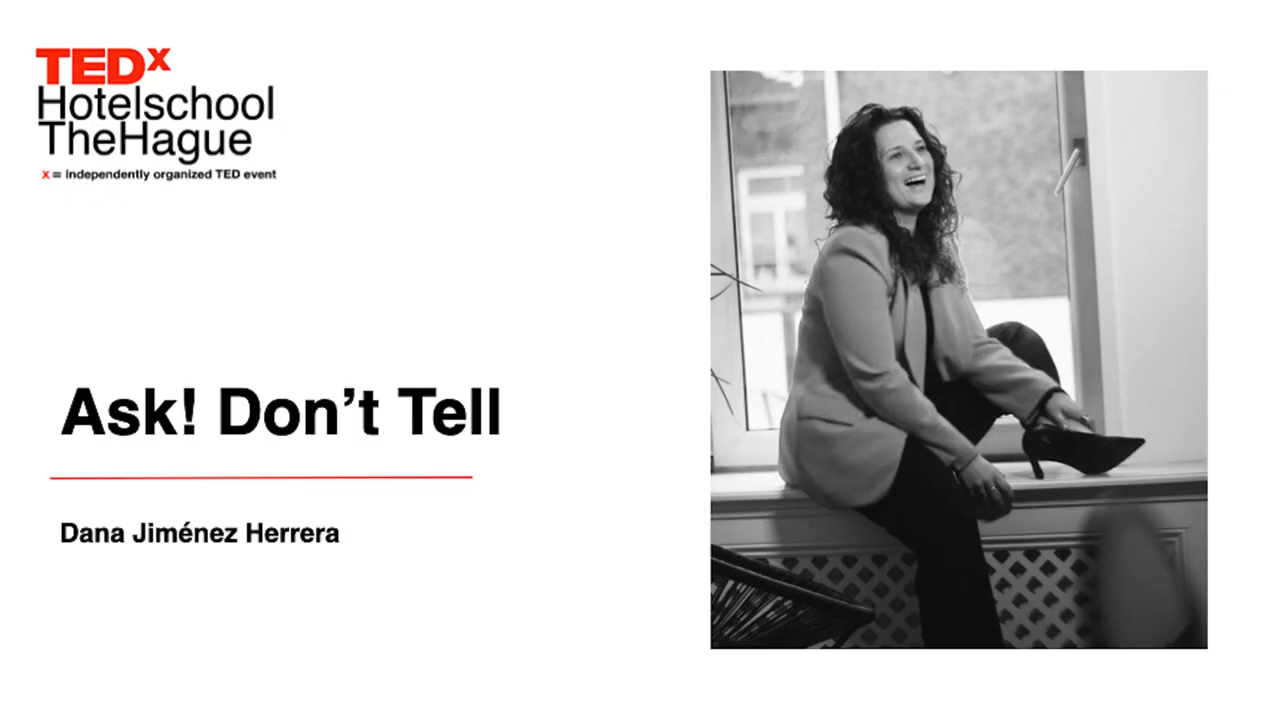 TEDx
Hotelschool
TheHague
x = independently organized TED event
Ask! Don’t Tell
Dana Jiménez Herrera